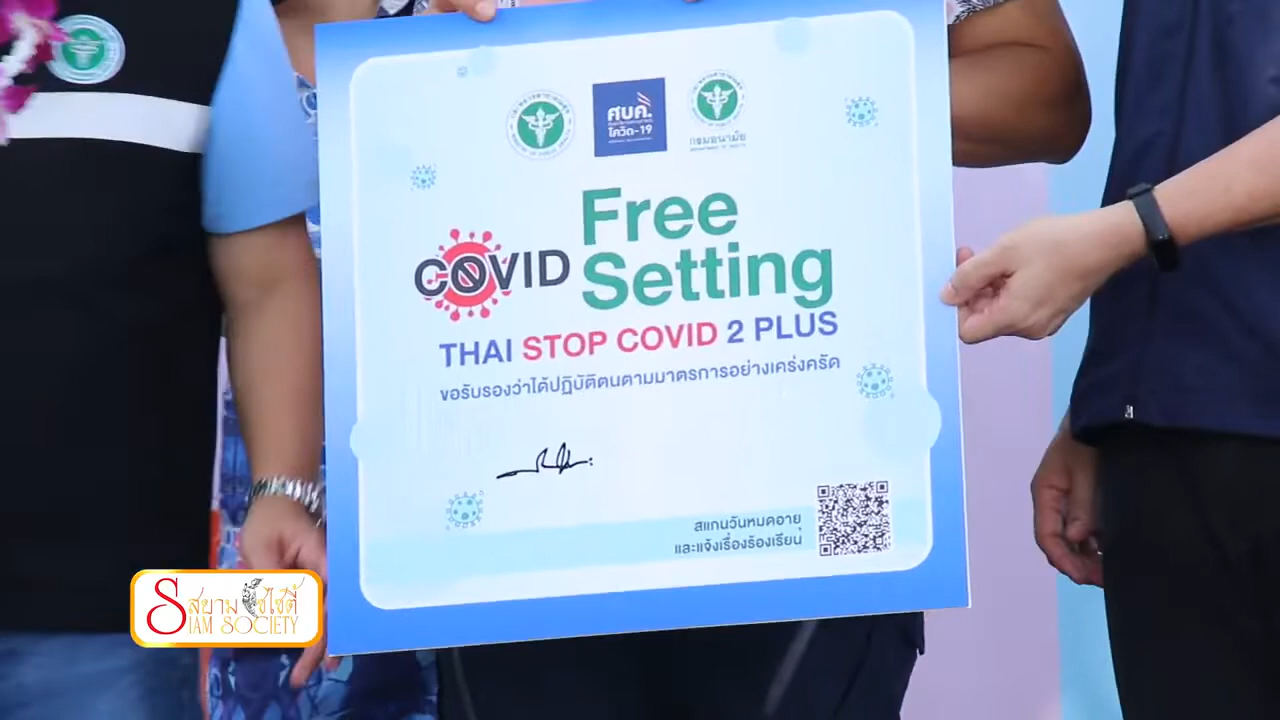 ศบค.
โควิด-19
กรมอนามัย
COVID
Free
Setting
THAI STOP COVID 2 PLUS
ขอรับรองว่าได้ปฏิบัติตนตามมาตรการอย่างเคร่งครัด
สแกนวันหมดอายุ
และแจ้งเรื่องร้องเรียน
สยาม โซไซตี้
SIAM SOCIETY